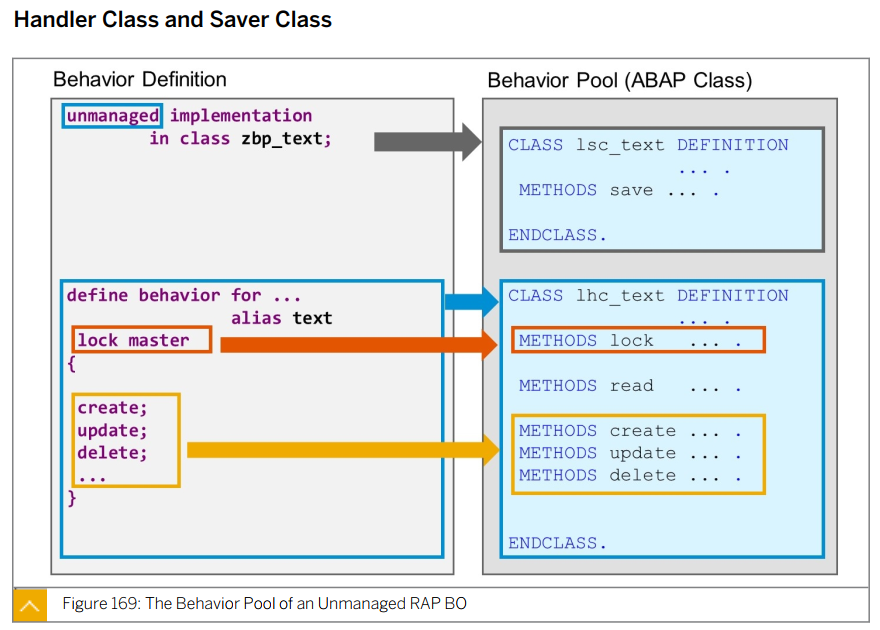 Handler Class and Saver Class
Behavior Definition
unmanaged implementation
in class zbp_text;
define behavior for ...
alias text
lock master
{
create;
update;
delete;
...
}
Behavior Pool (ABAP Class)
CLASS lsc_text DEFINITION
... .
METHODS save ... .
ENDCLASS.
CLASS lhc_text DEFINITION
... .
METHODS lock ... .
METHODS read ... .
METHODS create ... .
METHODS update ... .
METHODS delete ... .
ENDCLASS.
Figure 169: The Behavior Pool of an Unmanaged RAP BO